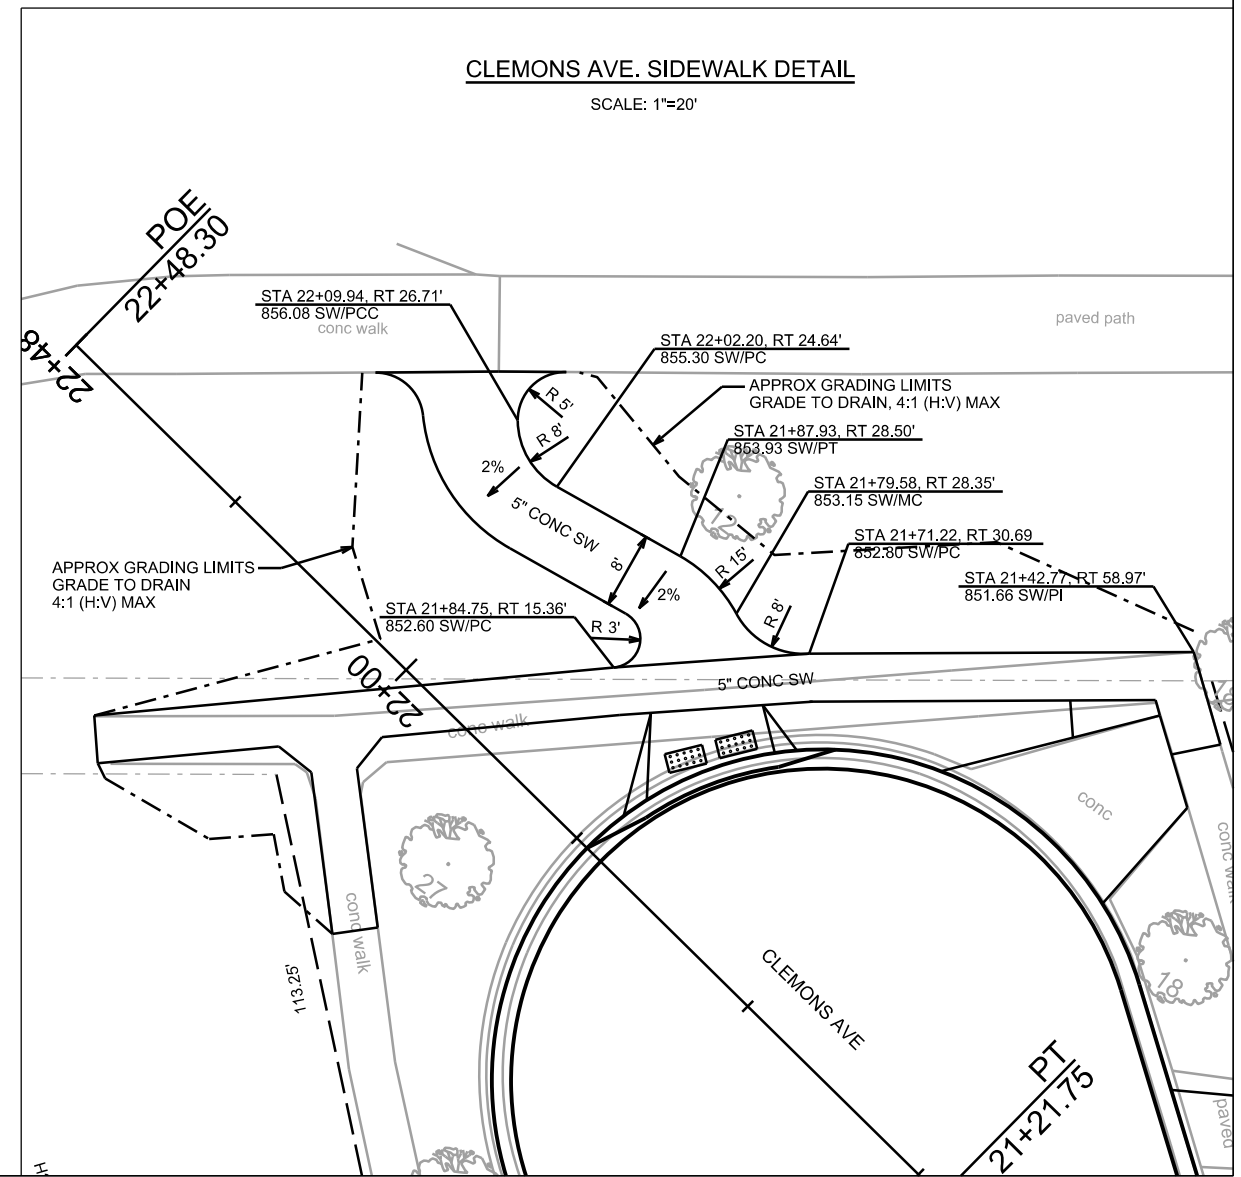 CLEMONS AVE. SIDEWALK DETAIL
SCALE: 1"=20'
POE
22+48.30
22+48
STA 22+09.94, RT 26.71'
856.08 SW/PCC
conc walk
paved path
STA 22+02.20, RT 24.64'
855.30 SW/PC
APPROX GRADING LIMITS
GRADE TO DRAIN, 4:1 (H:V) MAX
R 5'
R 8'
STA 21+87.93, RT 28.50'
853.93 SW/PT
2%
STA 21+79.58, RT 28.35'
853.15 SW/MC
5" CONC SW
12
STA 21+71.22, RT 30.69
852.80 SW/PC
R 15'
8'
APPROX GRADING LIMITS
GRADE TO DRAIN
4:1 (H:V) MAX
STA 21+42.77, RT 58.97'
851.66 SW/PI
2%
STA 21+84.75, RT 15.36'
852.60 SW/PC
R 3'
R 8'
22+00
5" CONC SW
conc walk
conc
conc walk
27
conc walk
CLEMONS AVE
18
113.25'
PT
21+21.75
paved